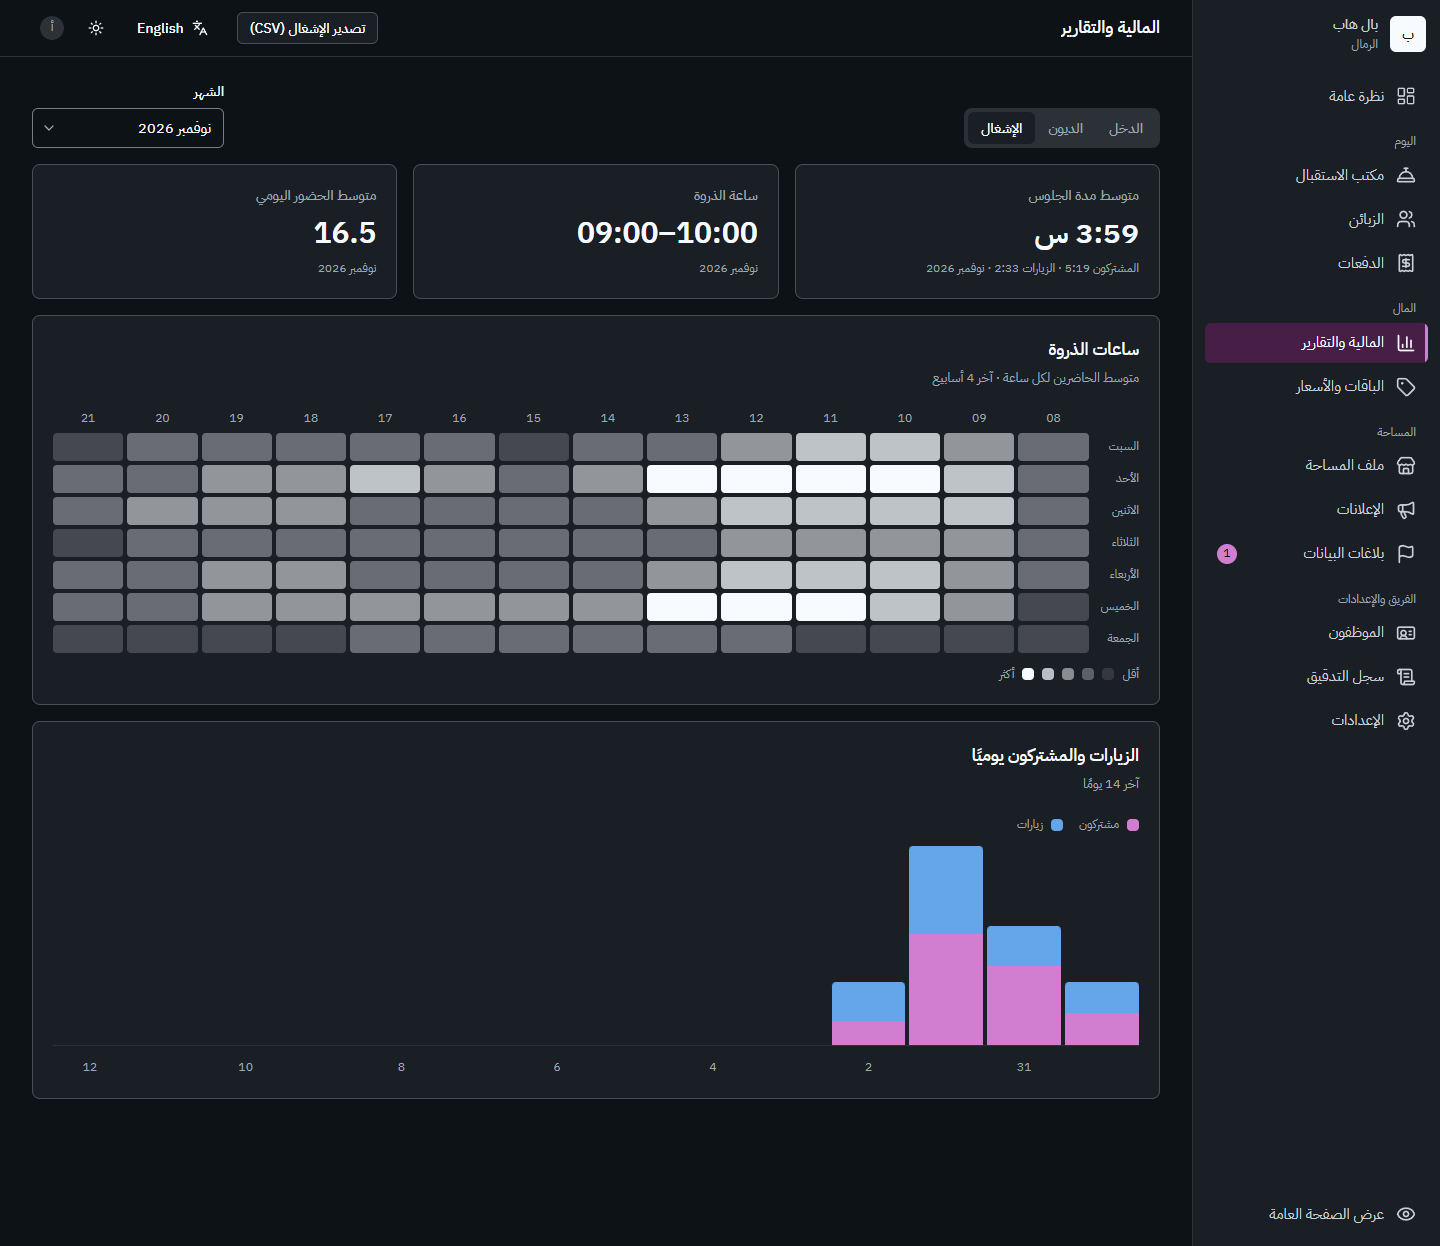 بال هاب
الرمال
نظرة عامة
اليوم
مكتب الاستقبال
الزبائن
الدفعات
المال
المالية والتقارير
الباقات والأسعار
المساحة
ملف المساحة
الإعلانات
بلاغات البيانات 1
الفريق والإعدادات
الموظفون
سجل التدقيق
الإعدادات
عرض الصفحة العامة
المالية والتقارير
تصدير الإشغال (CSV)
English
أ
الدخل الديون الإشغال
الشهر
نوفمبر 2026
متوسط مدة الجلوس
3:59 س
المشتركون 5:19 · الزيارات 2:33 · نوفمبر 2026
ساعة الذروة
09:00–10:00
نوفمبر 2026
متوسط الحضور اليومي
16.5
نوفمبر 2026
ساعات الذروة
متوسط الحاضرين لكل ساعة · آخر 4 أسابيع
08 09 10 11 12 13 14 15 16 17 18 19 20 21
السبت
الأحد
الاثنين
الثلاثاء
الأربعاء
الخميس
الجمعة
أقل أكثر
الزيارات والمشتركون يوميًا
آخر 14 يومًا
مشتركون زيارات
31 2 4 6 8 10 12